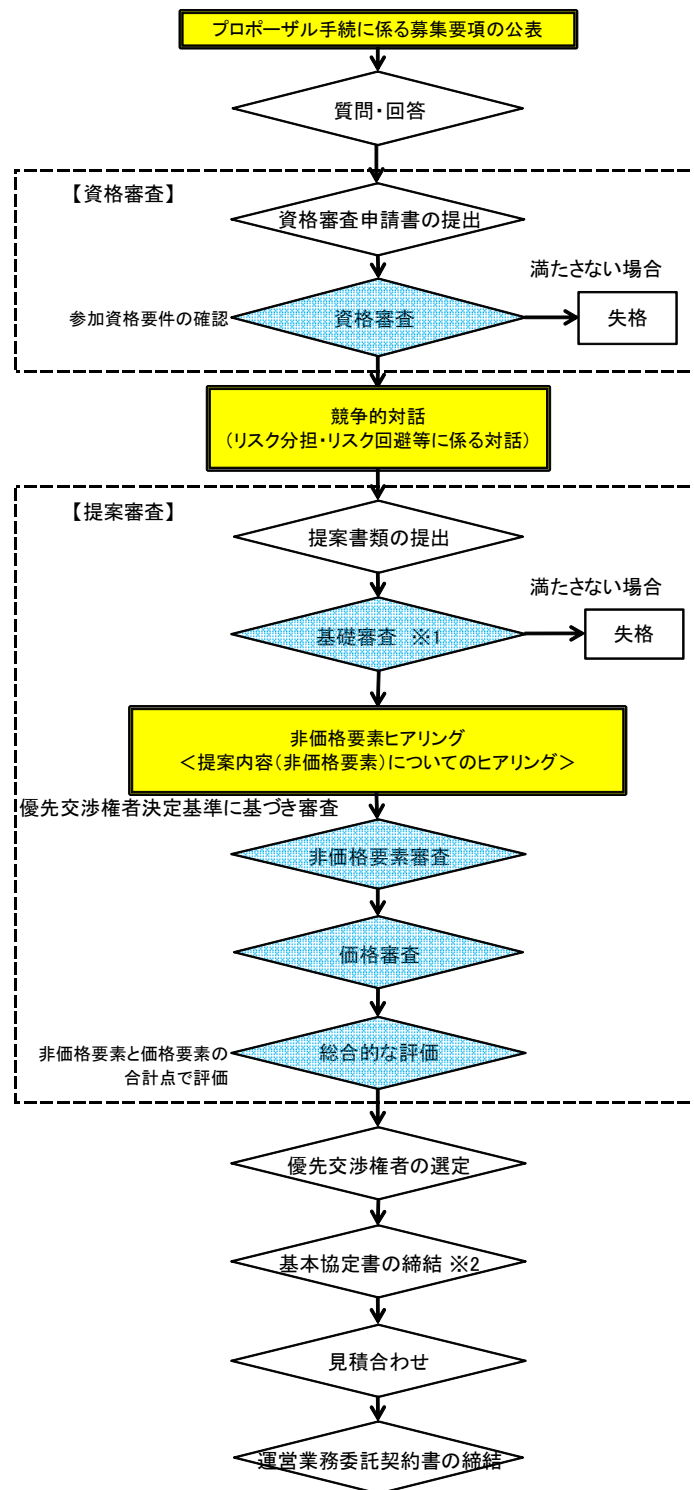 プロポーザル手続に係る募集要項の公表
質問・回答
【資格審査】
資格審査申請書の提出
満たさない場合
参加資格要件の確認
資格審査
失格
競争的対話
（リスク分担・リスク回避等に係る対話）
【提案審査】
提案書類の提出
満たさない場合
基礎審査 ※1
失格
非価格要素ヒアリング
＜提案内容（非価格要素）についてのヒアリング＞
優先交渉権者決定基準に基づき審査
非価格要素審査
価格審査
非価格要素と価格要素の
合計点で評価
総合的な評価
優先交渉権者の選定
基本協定書の締結 ※2
見積合わせ
運営業務委託契約書の締結